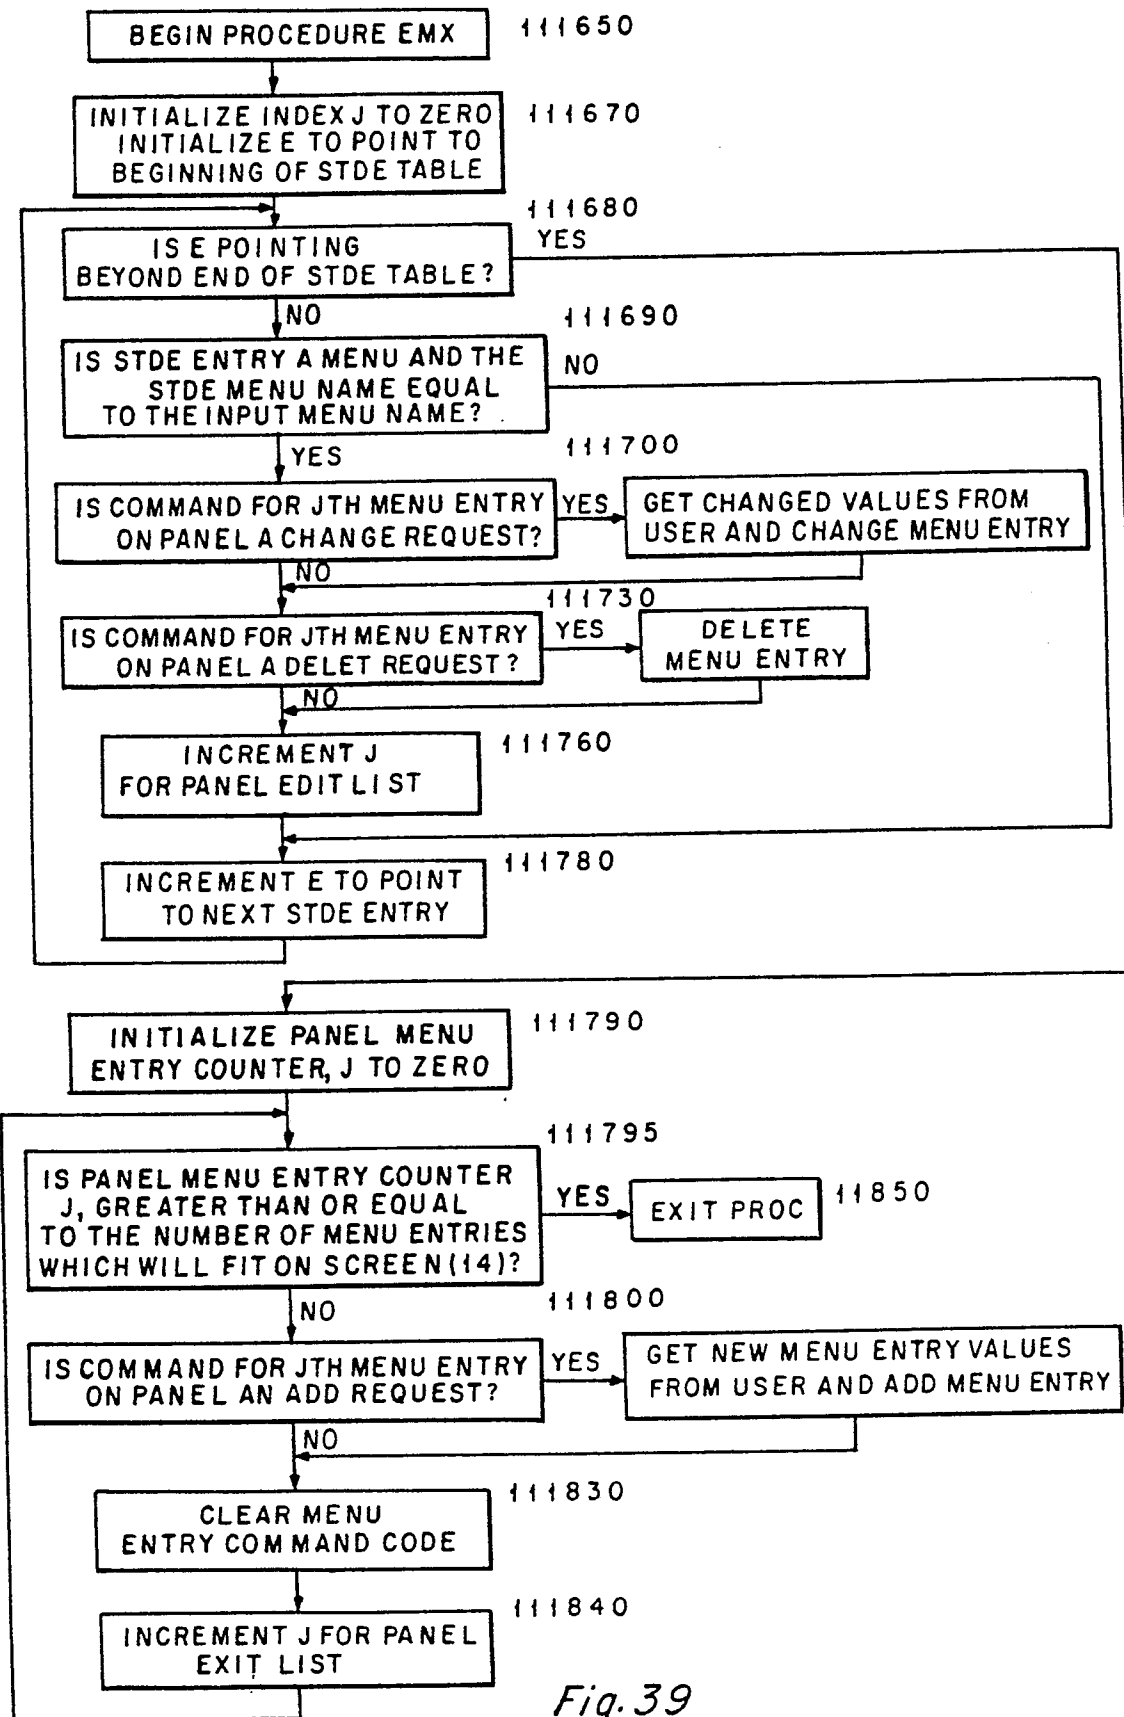 BEGIN PROCEDURE EMX
111650
INITIALIZE INDEX J TO ZERO
INITIALIZE E TO POINT TO
BEGINNING OF STDE TABLE
111670
111680
IS E POINTING
BEYOND END OF STDE TABLE?
YES
NO
111690
IS STDE ENTRY A MENU AND THE
STDE MENU NAME EQUAL
TO THE INPUT MENU NAME?
NO
YES
111700
IS COMMAND FOR JTH MENU ENTRY
ON PANEL A CHANGE REQUEST?
YES
GET CHANGED VALUES FROM
USER AND CHANGE MENU ENTRY
NO
111730
IS COMMAND FOR JTH MENU ENTRY
ON PANEL A DELET REQUEST?
YES
DELETE
MENU ENTRY
NO
INCREMENT J
FOR PANEL EDIT LIST
111760
111780
INCREMENT E TO POINT
TO NEXT STDE ENTRY
INITIALIZE PANEL MENU
ENTRY COUNTER, J TO ZERO
111790
111795
IS PANEL MENU ENTRY COUNTER
J, GREATER THAN OR EQUAL
TO THE NUMBER OF MENU ENTRIES
WHICH WILL FIT ON SCREEN (14)?
YES
EXIT PROC
11850
NO
111800
IS COMMAND FOR JTH MENU ENTRY
ON PANEL AN ADD REQUEST?
YES
GET NEW MENU ENTRY VALUES
FROM USER AND ADD MENU ENTRY
NO
111830
CLEAR MENU
ENTRY COMMAND CODE
111840
INCREMENT J FOR PANEL
EXIT LIST
Fig. 39